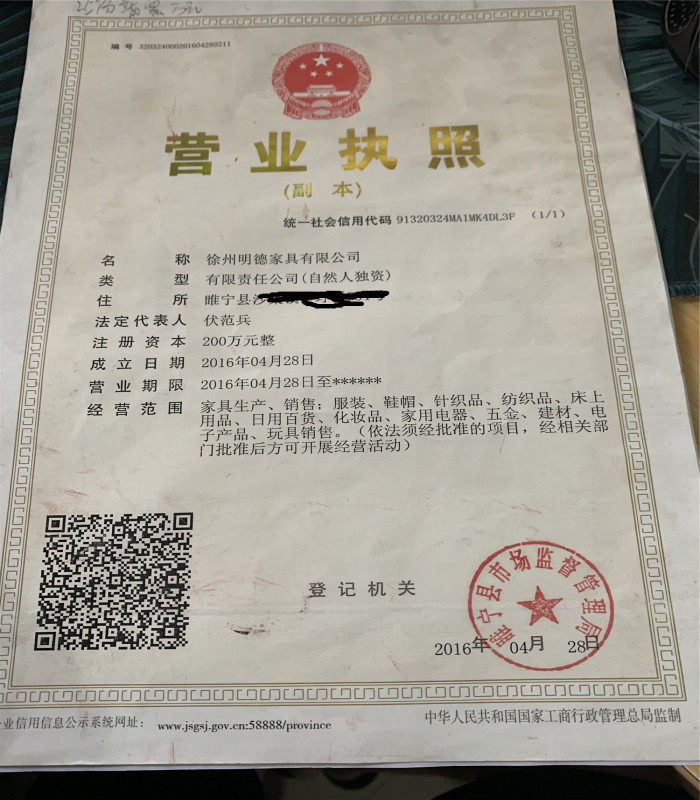 编 号 320324000201604280211
营业执照
(副 本)
统一社会信用代码 91320324MA1MK4DL3F (1/1)
名 称 徐州明德家具有限公司
类 型 有限责任公司(自然人独资)
住 所 睢宁县
法定代表人 伏范兵
注册资本 200万元整
成立日期 2016年04月28日
营业期限 2016年04月28日至******
经营范围 家具生产、销售;服装、鞋帽、针织品、纺织品、床上
用品、日用百货、化妆品、家用电器、五金、建材、电
子产品、玩具销售。(依法须经批准的项目,经相关部
门批准后方可开展经营活动)
登记机关
睢宁县市场监督管理局
2016年 04月 28日
业信用信息公示系统网址: www.jsgsj.gov.cn:58888/province
中华人民共和国国家工商行政管理总局监制